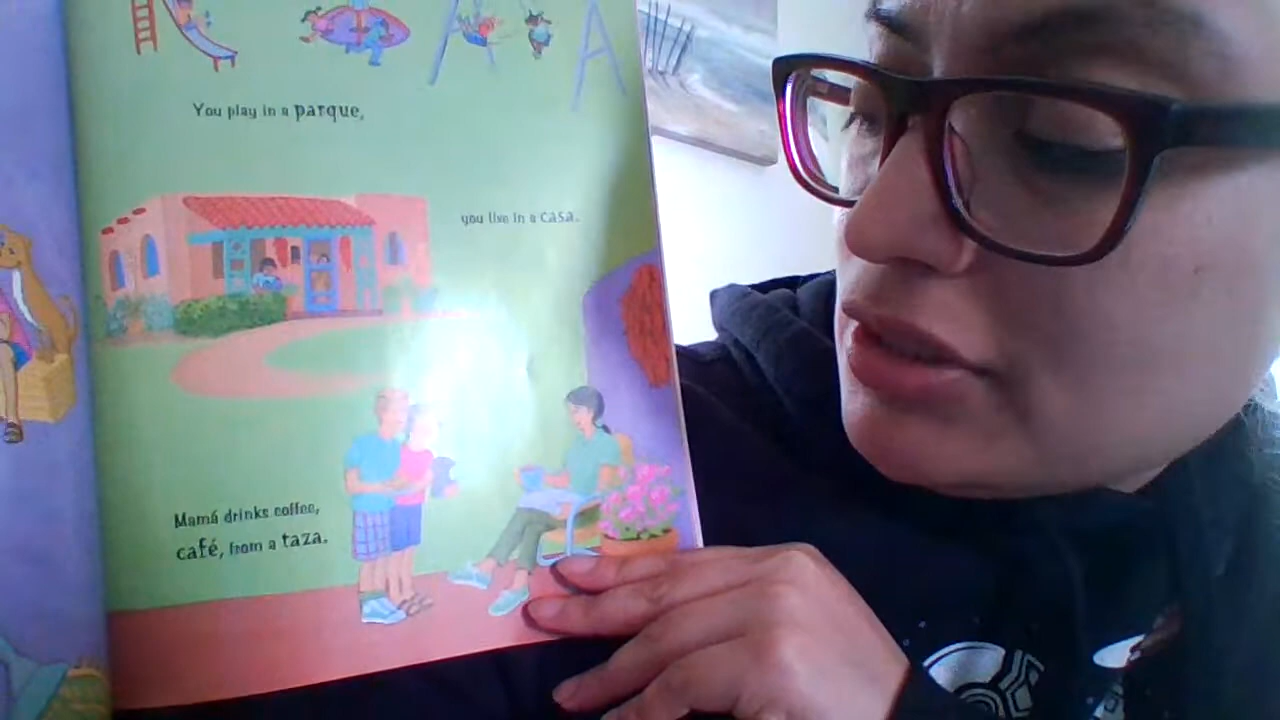 You play in a parque,
you live in a casa.
Mamá drinks coffee,
café, from a taza.